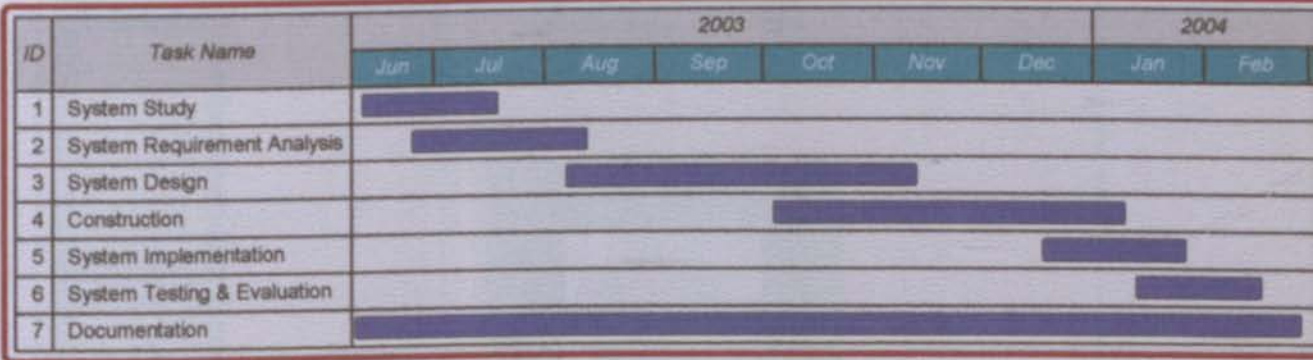 ID Task Name 2003 2004
Jun Jul Aug Sep Oct Nov Dec Jan Feb
1 System Study
2 System Requirement Analysis
3 System Design
4 Construction
5 System Implementation
6 System Testing & Evaluation
7 Documentation